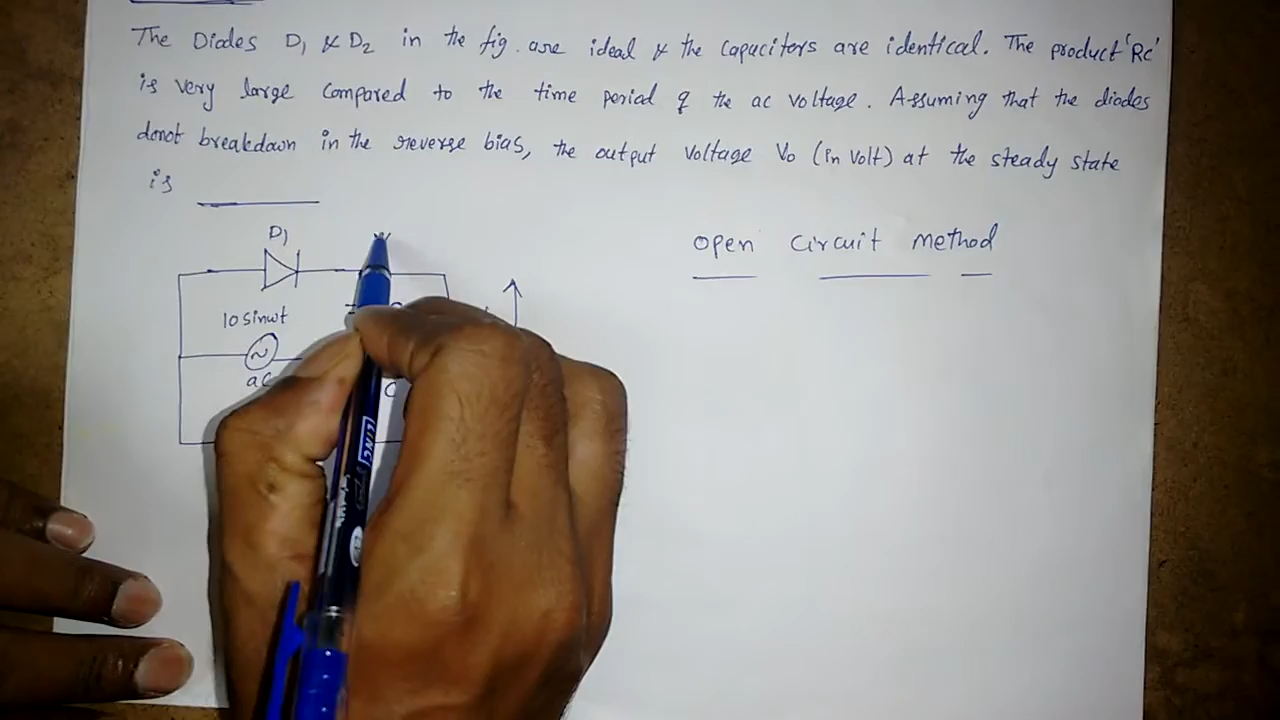 The Diodes D1 & D2 in the fig. are ideal & the capacitors are identical. The product 'RC'
is very large compared to the time period of the ac voltage. Assuming that the diodes
donot breakdown in the reverse bias, the output voltage Vo (in volt) at the steady state
is
open circuit method
D1
10 sinwt
ac
C
LINC